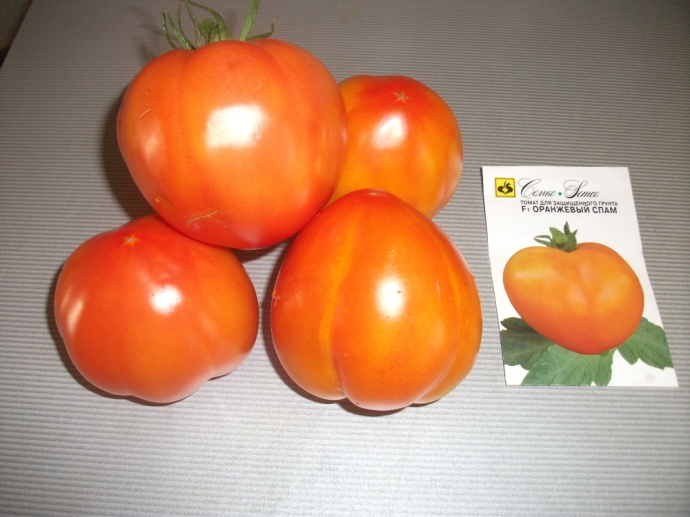 Семко • Semco
ТОМАТ ДЛЯ ЗАЩИЩЕННОГО ГРУНТА
F1 ОРАНЖЕВЫЙ СПАМ